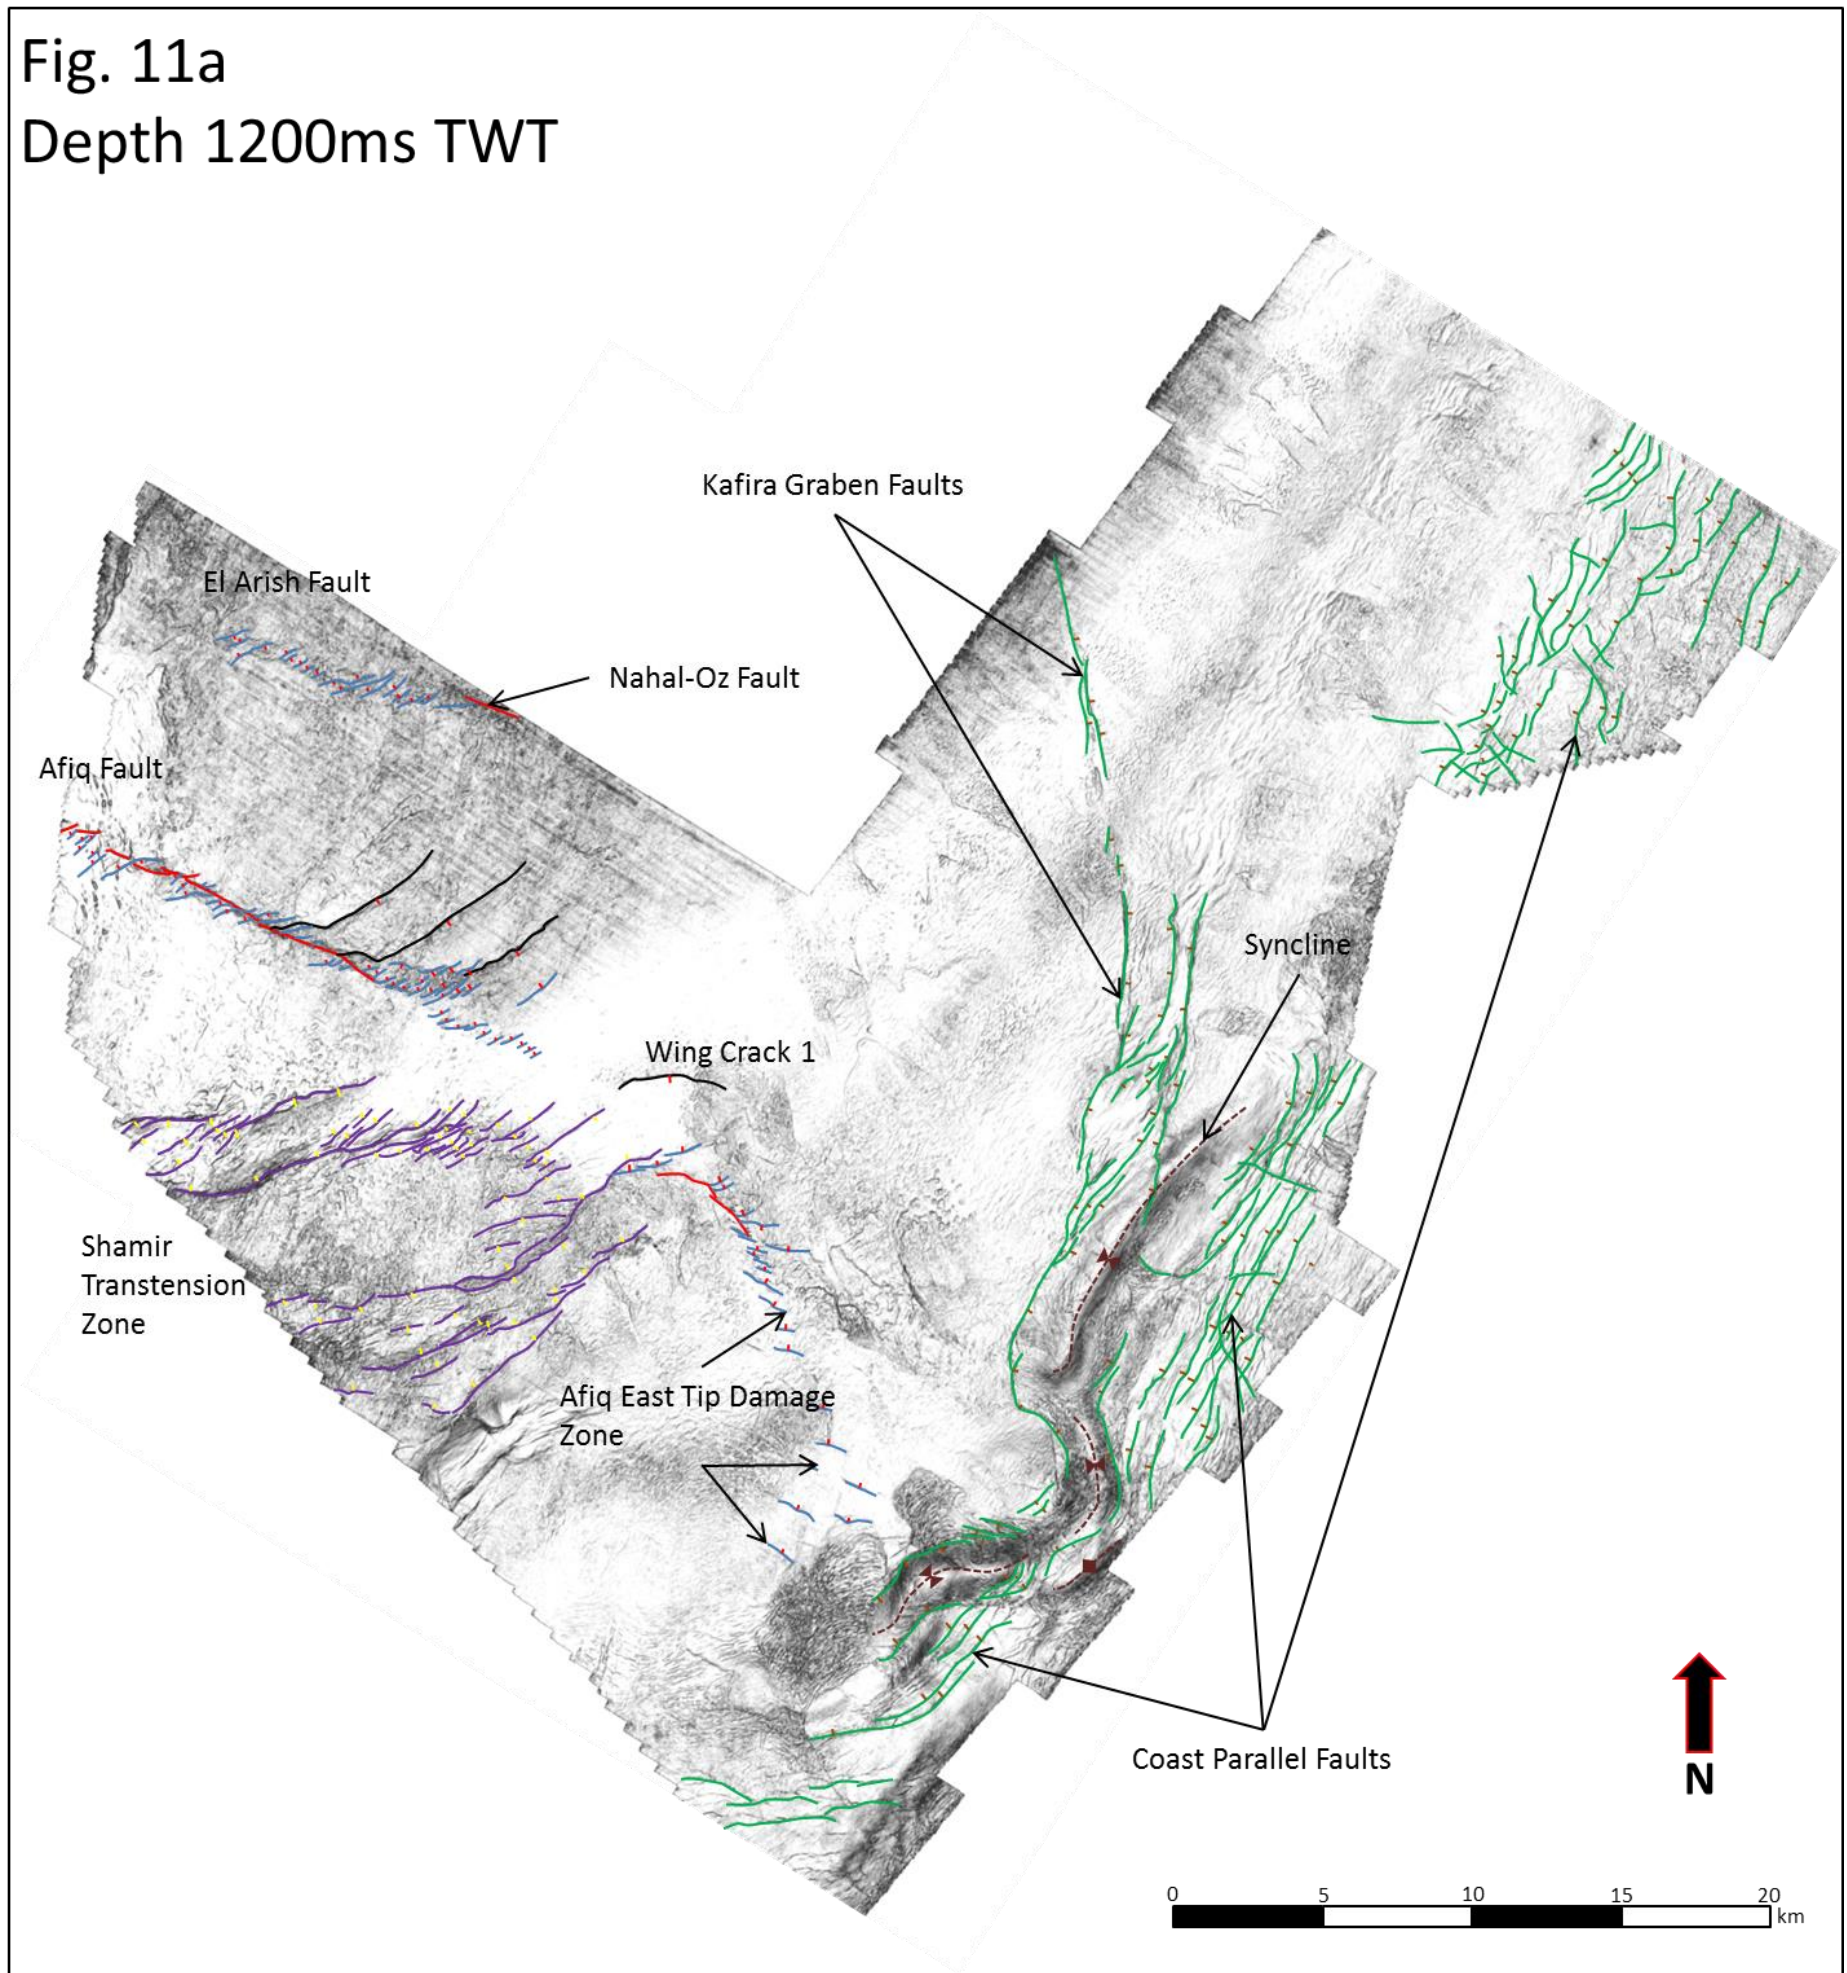 Fig. 11a
Depth 1200ms TWT
Kafira Graben Faults
El Arish Fault
Nahal-Oz Fault
Afiq Fault
Syncline
Wing Crack 1
Shamir
Transtension
Zone
Afiq East Tip Damage
Zone
Coast Parallel Faults
N
0 5 10 15 20
km